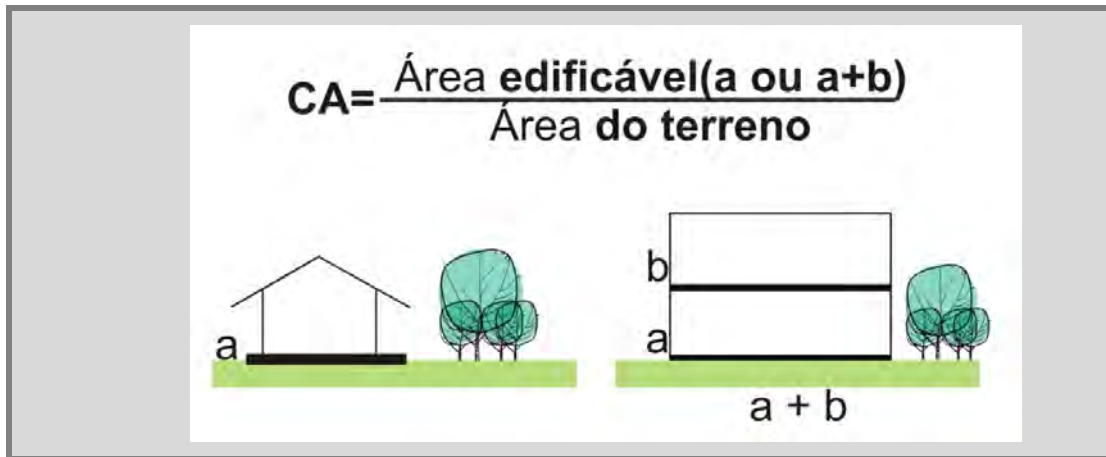 Área edificável(a ou a+b)
CA=
Área do terreno
b
a
a
a + b